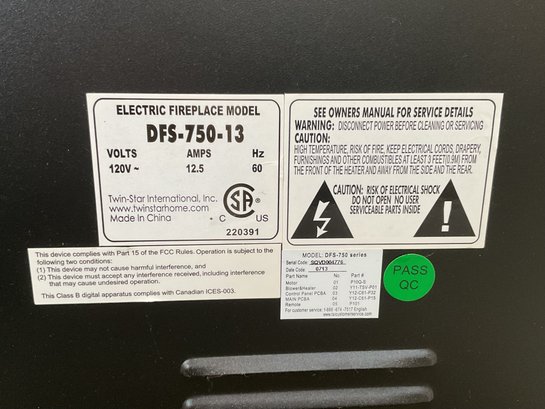 ELECTRIC FIREPLACE MODEL
DFS-750-13
VOLTS AMPS Hz
120V~ 12.5 60
Twin-Star International, Inc.
www.twinstarhome.com
Made In China
C US
220391
SEE OWNERS MANUAL FOR SERVICE DETAILS
WARNING: DISCONNECT POWER BEFORE CLEANING OR SERVICING
CAUTION:
HIGH TEMPERATURE, RISK OF FIRE, KEEP ELECTRICAL CORDS, DRAPERY,
FURNISHINGS AND OTHER COMBUSTIBLES AT LEAST 3 FEET(0.9M) FROM
THE FRONT OF THE HEATER AND AWAY FROM THE SIDE AND THE REAR.
CAUTION: RISK OF ELECTRICAL SHOCK
DO NOT OPEN NO USER
SERVICEABLE PARTS INSIDE
This device complies with Part 15 of the FCC Rules. Operation is subject to the
following two conditions:
(1) This device may not cause harmful interference, and
(2) This device must accept any interference received, including interference
that may cause undesired operation.
This Class B digital apparatus complies with Canadian ICES-003.
MODEL: DFS-750 series
Serial Code:
Date Code 0713
Part Name No Part #
Motor 01
Blower&Heater 02
Control Panel PCBA 03
Main PCBA 04
Remote 05
For customer service: English
PASS
QC